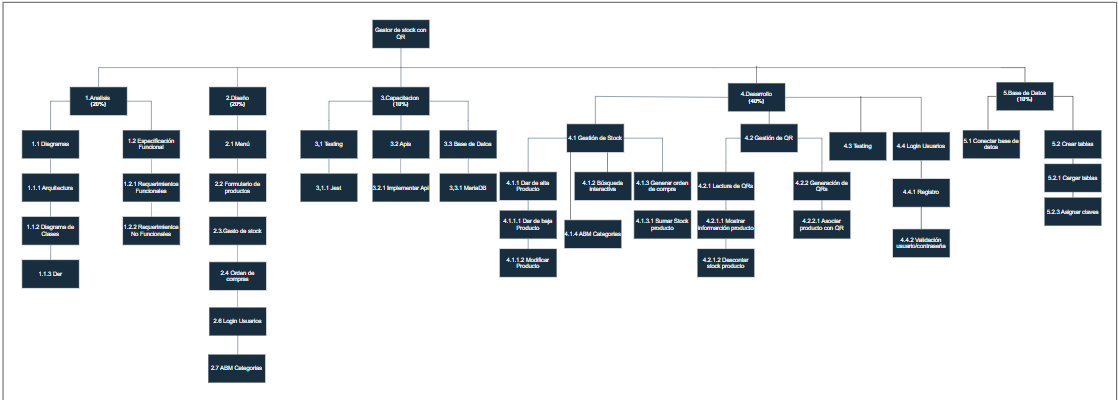 Gestor de stock con
QR
1.Analisis
(20%)
2.Diseño
(20%)
3.Capacitacion
(10%)
4.Desarrollo
(40%)
5.Base de Datos
(10%)
1.1 Diagramas
1.2 Especificación
Funcional
2.1 Menú
3,1 Testing
3.2 Apis
3.3 Base de Datos
4.1 Gestión de Stock
4.2 Gestión de QR
4.3 Testing
4.4 Login Usuarios
5.1 Conectar base de
datos
5.2 Crear tablas
1.1.1 Arquitectura
1.2.1 Requerimientos
Funcionales
2.2 Formulario de
productos
3,1.1 Jest
3.2.1 Implementar Api
3,3.1 MariaDB
4.1.1 Dar de alta
Producto
4.1.2 Búsqueda
Interactiva
4.1.3 Generar orden
de compra
4.2.1 Lectura de QRs
4.2.2 Generación de
QRs
4.4.1 Registro
5.2.1 Cargar tablas
1.1.2 Diagrama de
Clases
1.2.2 Requerimientos
No Funcionales
2.3.Gasto de stock
4.1.1.1 Dar de baja
Producto
4.1.4 ABM Categorias
4.1.3.1 Sumar Stock
producto
4.2.1.1 Mostrar
informarción producto
4.2.2.1 Asociar
producto con QR
4.4.2 Validación
usuario/contraseña
5.2.3 Asignar claves
1.1.3 Der
2.4 Orden de
compras
4.1.1.2 Modificar
Producto
4.2.1.2 Descontar
stock producto
2.6 Login Usuarios
2.7 ABM Categorias